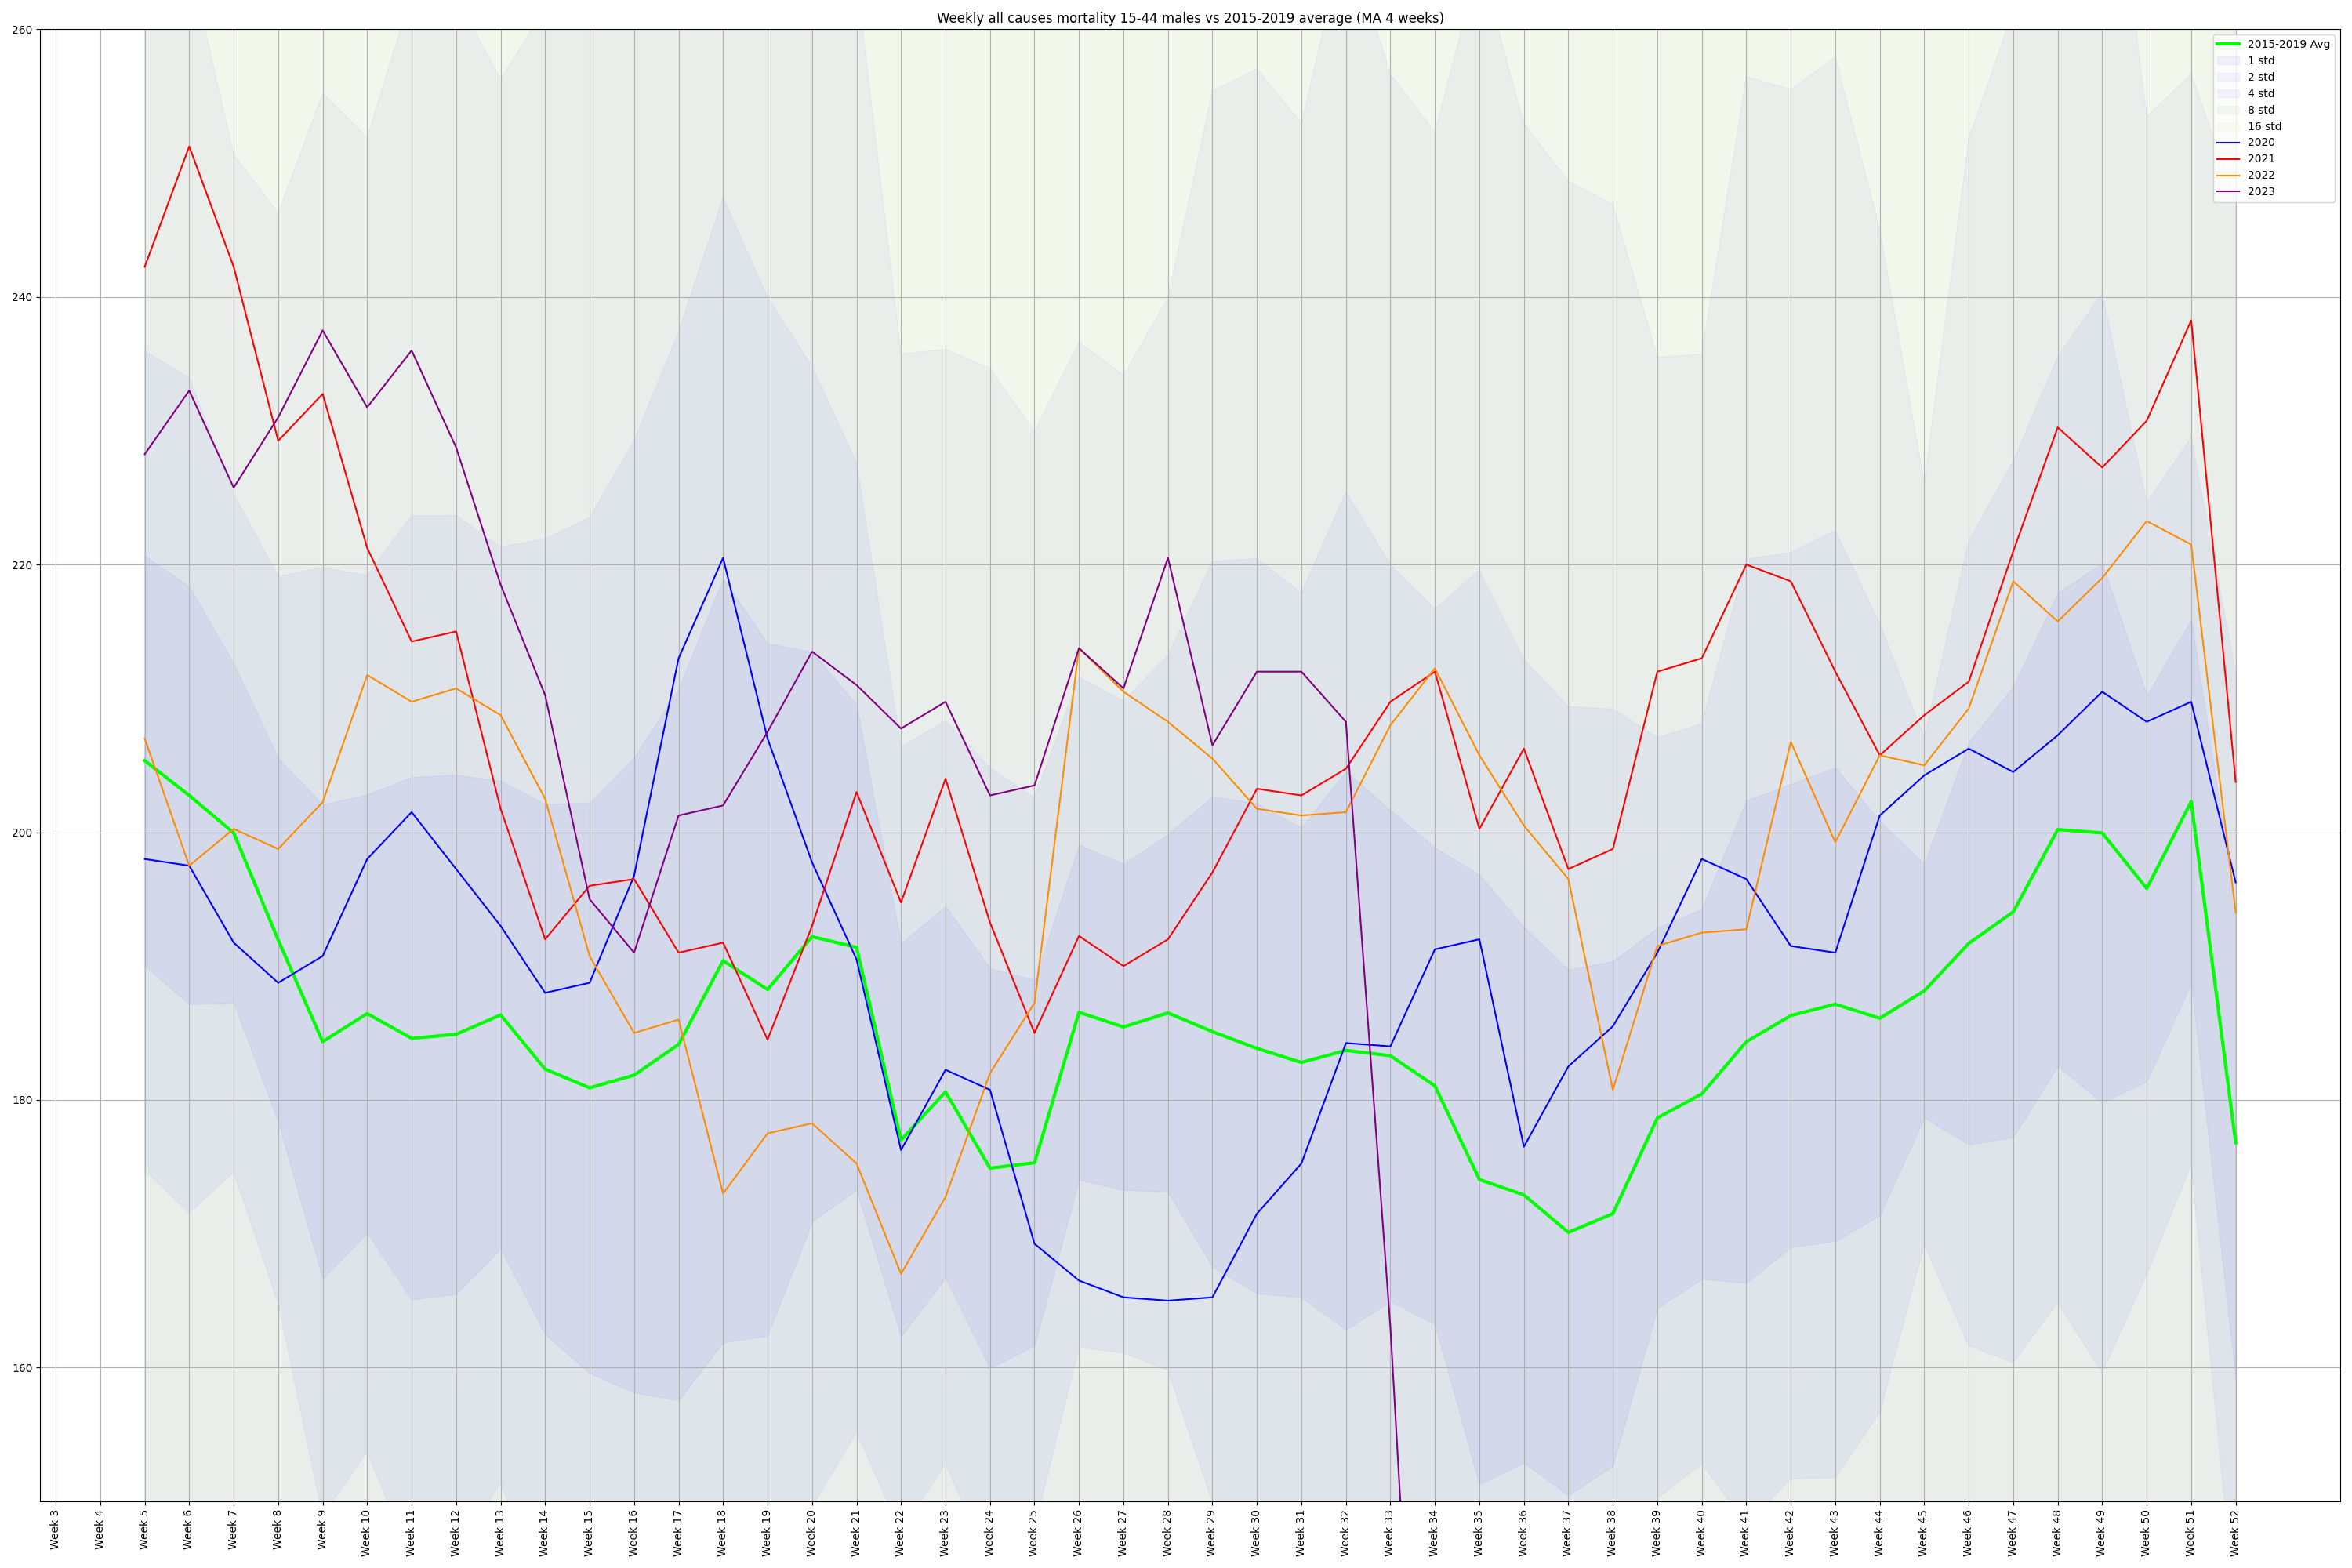 Weekly all causes mortality 15-44 males vs 2015-2019 average (MA 4 weeks)
260
240
220
200
180
160
2015-2019 Avg
1 std
2 std
4 std
8 std
16 std
2020
2021
2022
2023
Week 3
Week 4
Week 5
Week 6
Week 7
Week 8
Week 9
Week 10
Week 11
Week 12
Week 13
Week 14
Week 15
Week 16
Week 17
Week 18
Week 19
Week 20
Week 21
Week 22
Week 23
Week 24
Week 25
Week 26
Week 27
Week 28
Week 29
Week 30
Week 31
Week 32
Week 33
Week 34
Week 35
Week 36
Week 37
Week 38
Week 39
Week 40
Week 41
Week 42
Week 43
Week 44
Week 45
Week 46
Week 47
Week 48
Week 49
Week 50
Week 51
Week 52